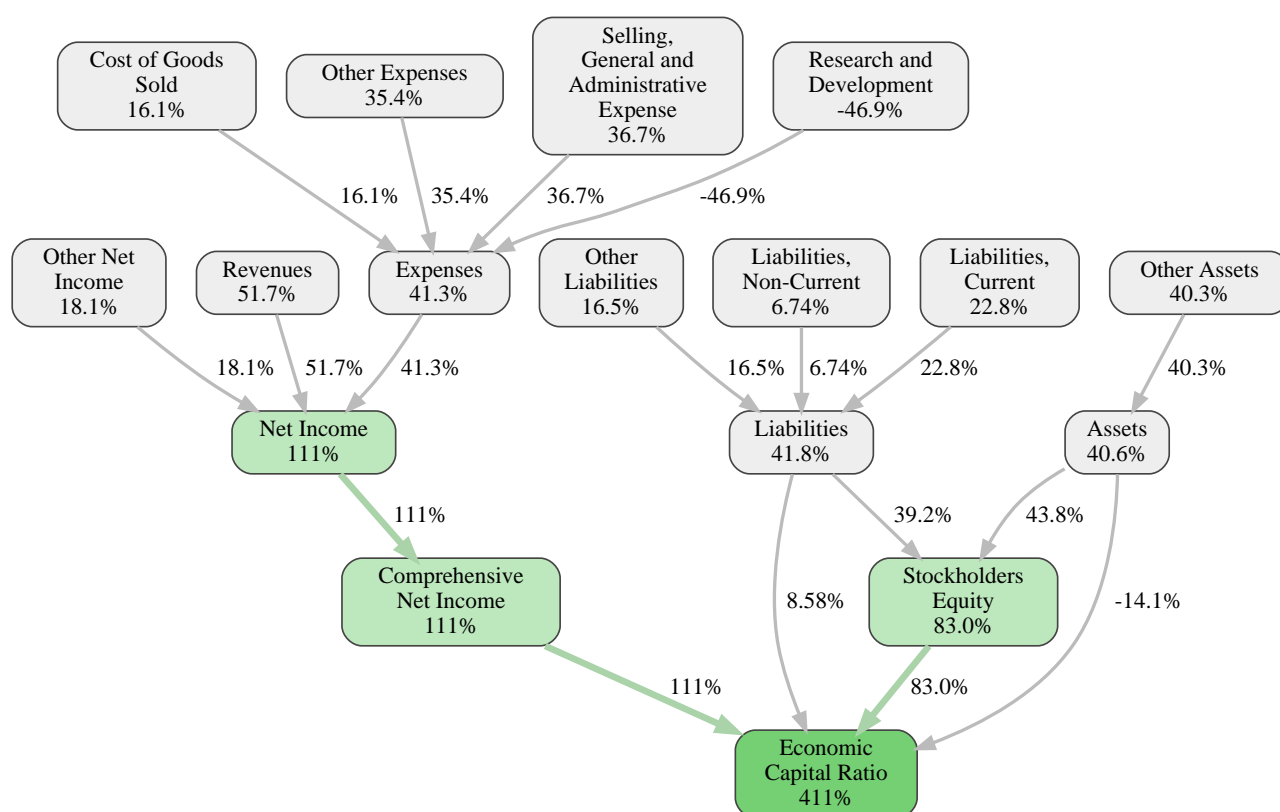 Cost of Goods
Sold
16.1%
Other Expenses
35.4%
Selling,
General and
Administrative
Expense
36.7%
Research and
Development
-46.9%
16.1%
35.4%
36.7%
-46.9%
Other Net
Income
18.1%
Revenues
51.7%
Expenses
41.3%
Other
Liabilities
16.5%
Liabilities,
Non-Current
6.74%
Liabilities,
Current
22.8%
Other Assets
40.3%
18.1%
51.7%
41.3%
16.5%
6.74%
22.8%
40.3%
Net Income
111%
Liabilities
41.8%
Assets
40.6%
111%
39.2%
43.8%
Comprehensive
Net Income
111%
8.58%
Stockholders
Equity
83.0%
-14.1%
111%
83.0%
Economic
Capital Ratio
411%